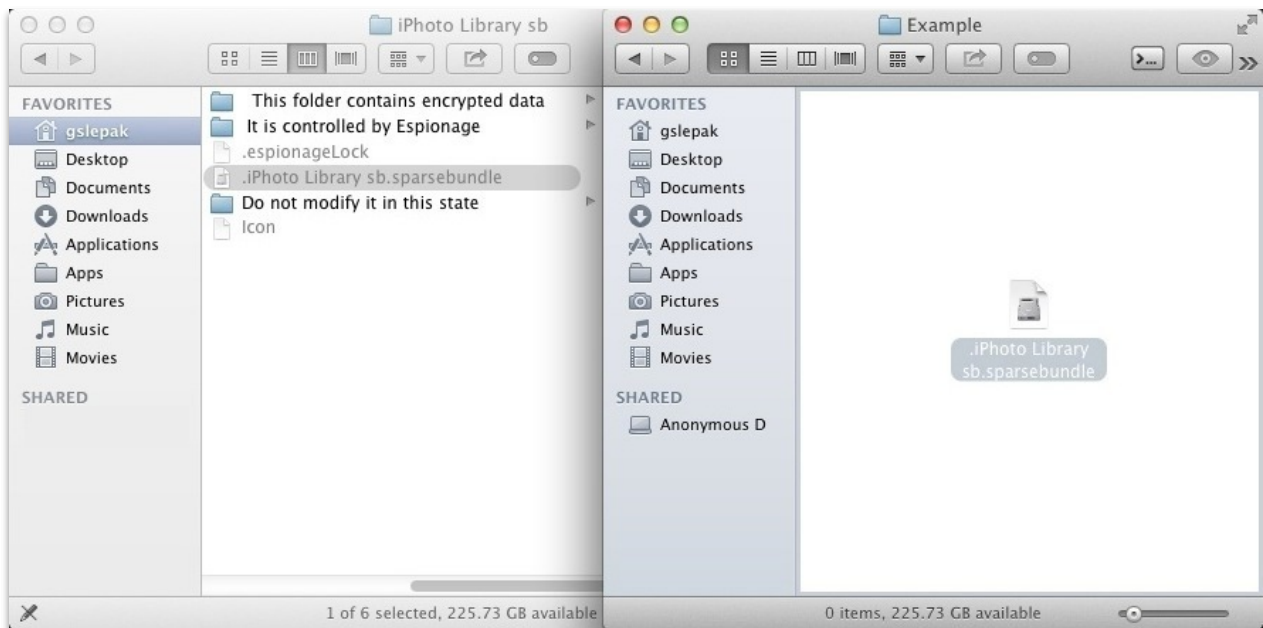 iPhoto Library sb
FAVORITES
gslepak
Desktop
Documents
Downloads
Applications
Apps
Pictures
Music
Movies
SHARED
This folder contains encrypted data
It is controlled by Espionage
.espionageLock
.iPhoto Library sb.sparsebundle
Do not modify it in this state
Icon
1 of 6 selected, 225.73 GB available
Example
FAVORITES
gslepak
Desktop
Documents
Downloads
Applications
Apps
Pictures
Music
Movies
SHARED
Anonymous D
.iPhoto Library
sb.sparsebundle
0 items, 225.73 GB available